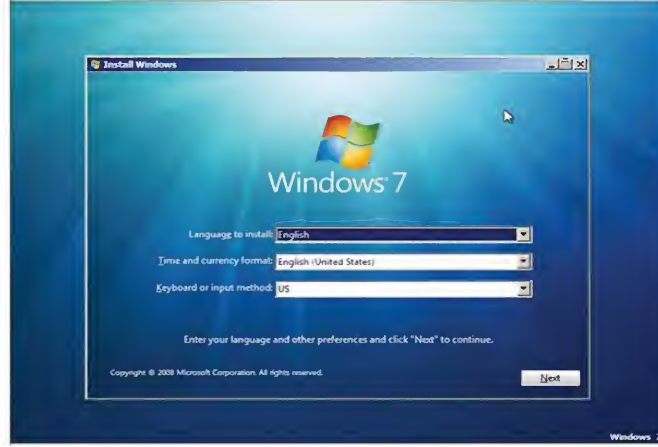 Install Windows
Windows 7
Language to install: English
Time and currency format: English (United States)
Keyboard or input method: US
Enter your language and other preferences and click "Next" to continue.
Copyright © 2008 Microsoft Corporation. All rights reserved.
Next
Windows 7